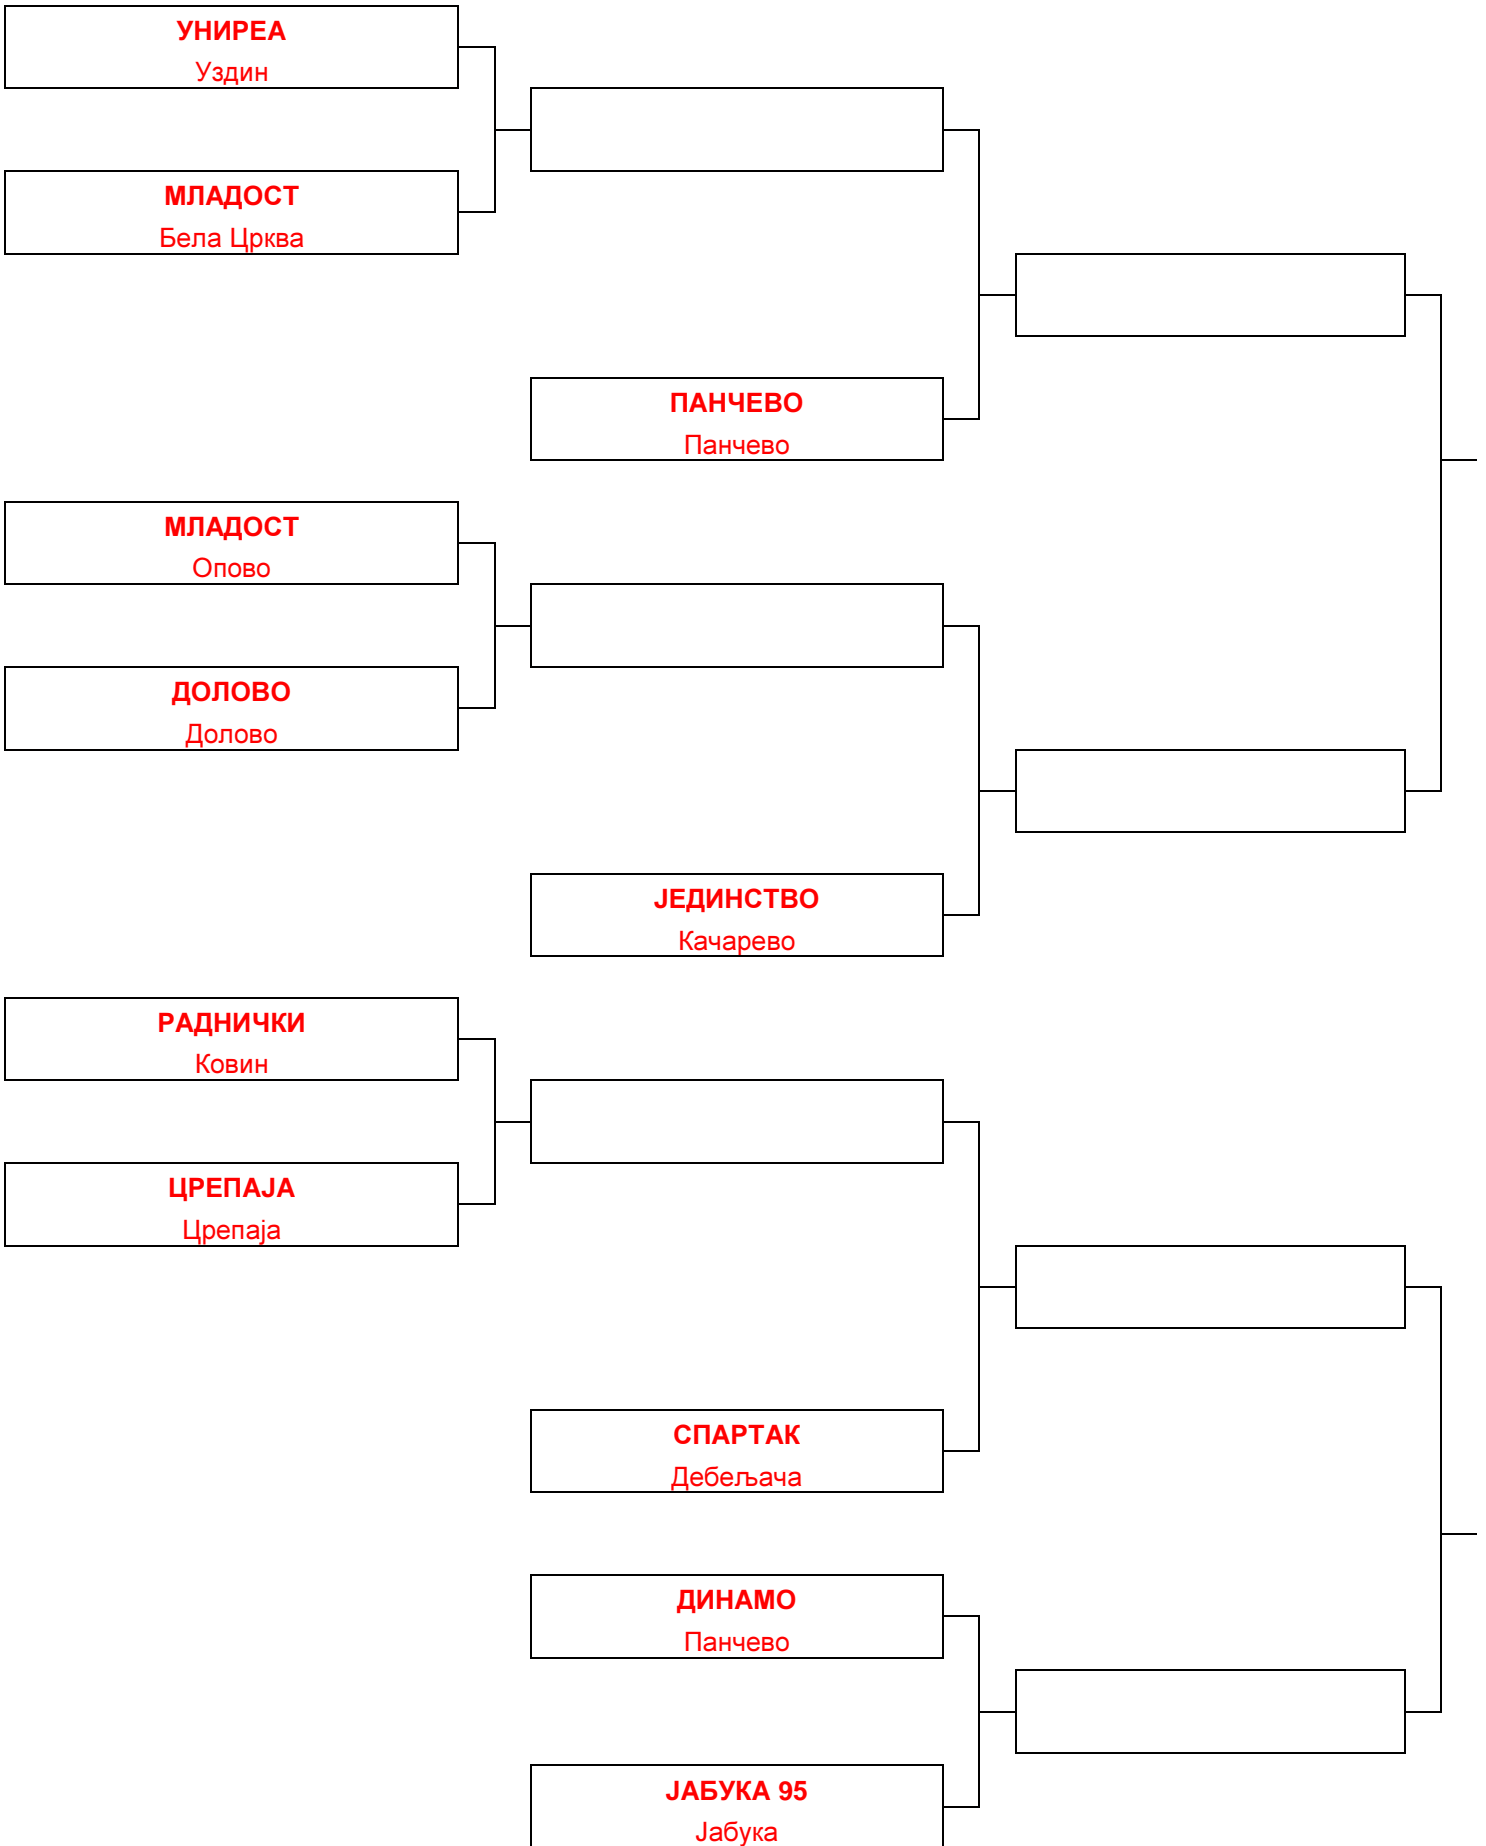 УНИРЕА
Уздин
МЛАДОСТ
Бела Црква
ПАНЧЕВО
Панчево
МЛАДОСТ
Опово
ДОЛОВО
Долово
ЈЕДИНСТВО
Качарево
РАДНИЧКИ
Ковин
ЦРЕПАЈА
Црепаја
СПАРТАК
Дебељача
ДИНАМО
Панчево
ЈАБУКА 95
Јабука